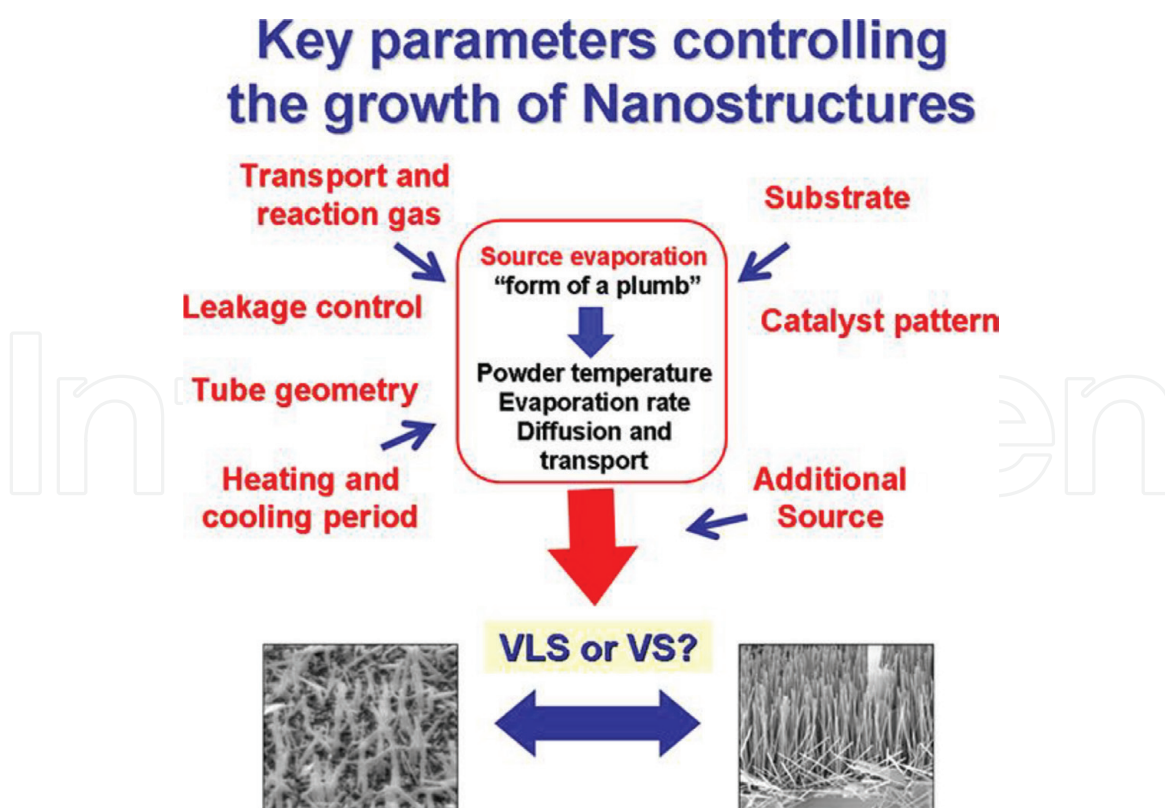 Key parameters controlling
the growth of Nanostructures
Transport and
reaction gas
Leakage control
Tube geometry
Heating and
cooling period
Source evaporation
“form of a plumb”
Powder temperature
Evaporation rate
Diffusion and
transport
Substrate
Catalyst pattern
Additional
Source
VLS or VS?